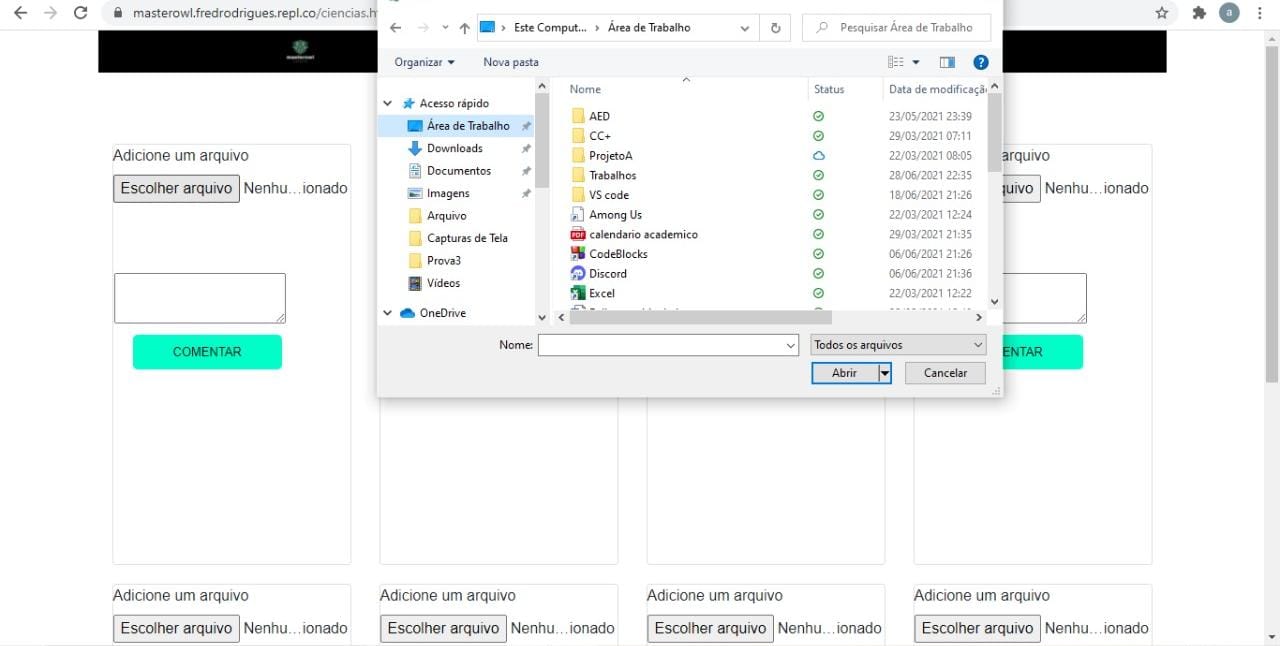 masterowl.fredrodrigues.repl.co/ciencias.h
a
masterowl
Este Comput... Área de Trabalho
Pesquisar Área de Trabalho
Organizar Nova pasta
?
Acesso rápido
Área de Trabalho
Downloads
Documentos
Imagens
Arquivo
Capturas de Tela
Prova3
Vídeos
OneDrive
Nome Status Data de modificaçã
AED 23/05/2021 23:39
CC+ 29/03/2021 07:11
ProjetoA 22/03/2021 08:05
Trabalhos 28/06/2021 22:35
VS code 18/06/2021 21:26
Among Us 22/03/2021 12:24
calendario academico 29/03/2021 21:35
CodeBlocks 06/06/2021 21:26
Discord 06/06/2021 21:36
Excel 22/03/2021 12:22
Nome:
Todos os arquivos
Abrir Cancelar
Adicione um arquivo
Escolher arquivo Nenhu...ionado
COMENTAR
arquivo
quivo Nenhu...ionado
ENTAR
Adicione um arquivo Adicione um arquivo Adicione um arquivo Adicione um arquivo
Escolher arquivo Nenhu...ionado Escolher arquivo Nenhu...ionado Escolher arquivo Nenhu...ionado Escolher arquivo Nenhu...ionado